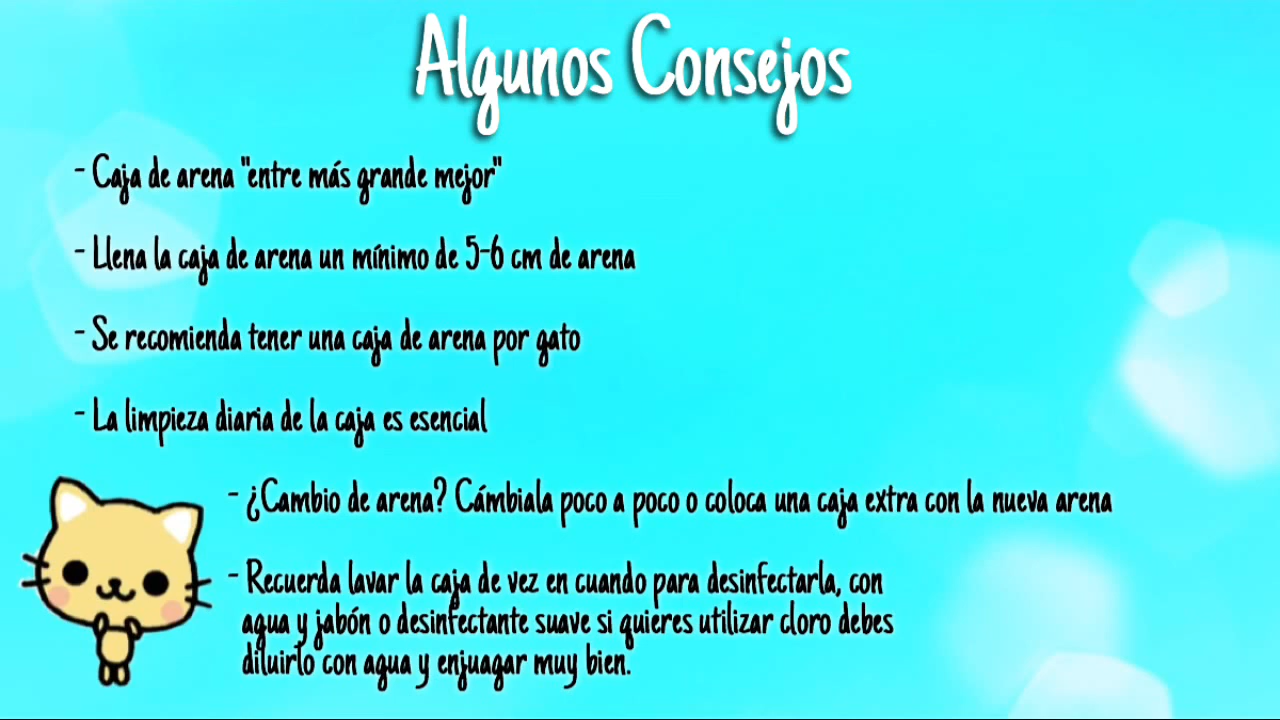 Algunos Consejos
- Caja de arena "entre más grande mejor"
- Llena la caja de arena un mínimo de 5-6 cm de arena
- Se recomienda tener una caja de arena por gato
- La limpieza diaria de la caja es esencial
- ¿Cambio de arena? Cámbiala poco a poco o coloca una caja extra con la nueva arena
- Recuerda lavar la caja de vez en cuando para desinfectarla, con
agua y jabón o desinfectante suave si quieres utilizar cloro debes
diluirlo con agua y enjuagar muy bien.